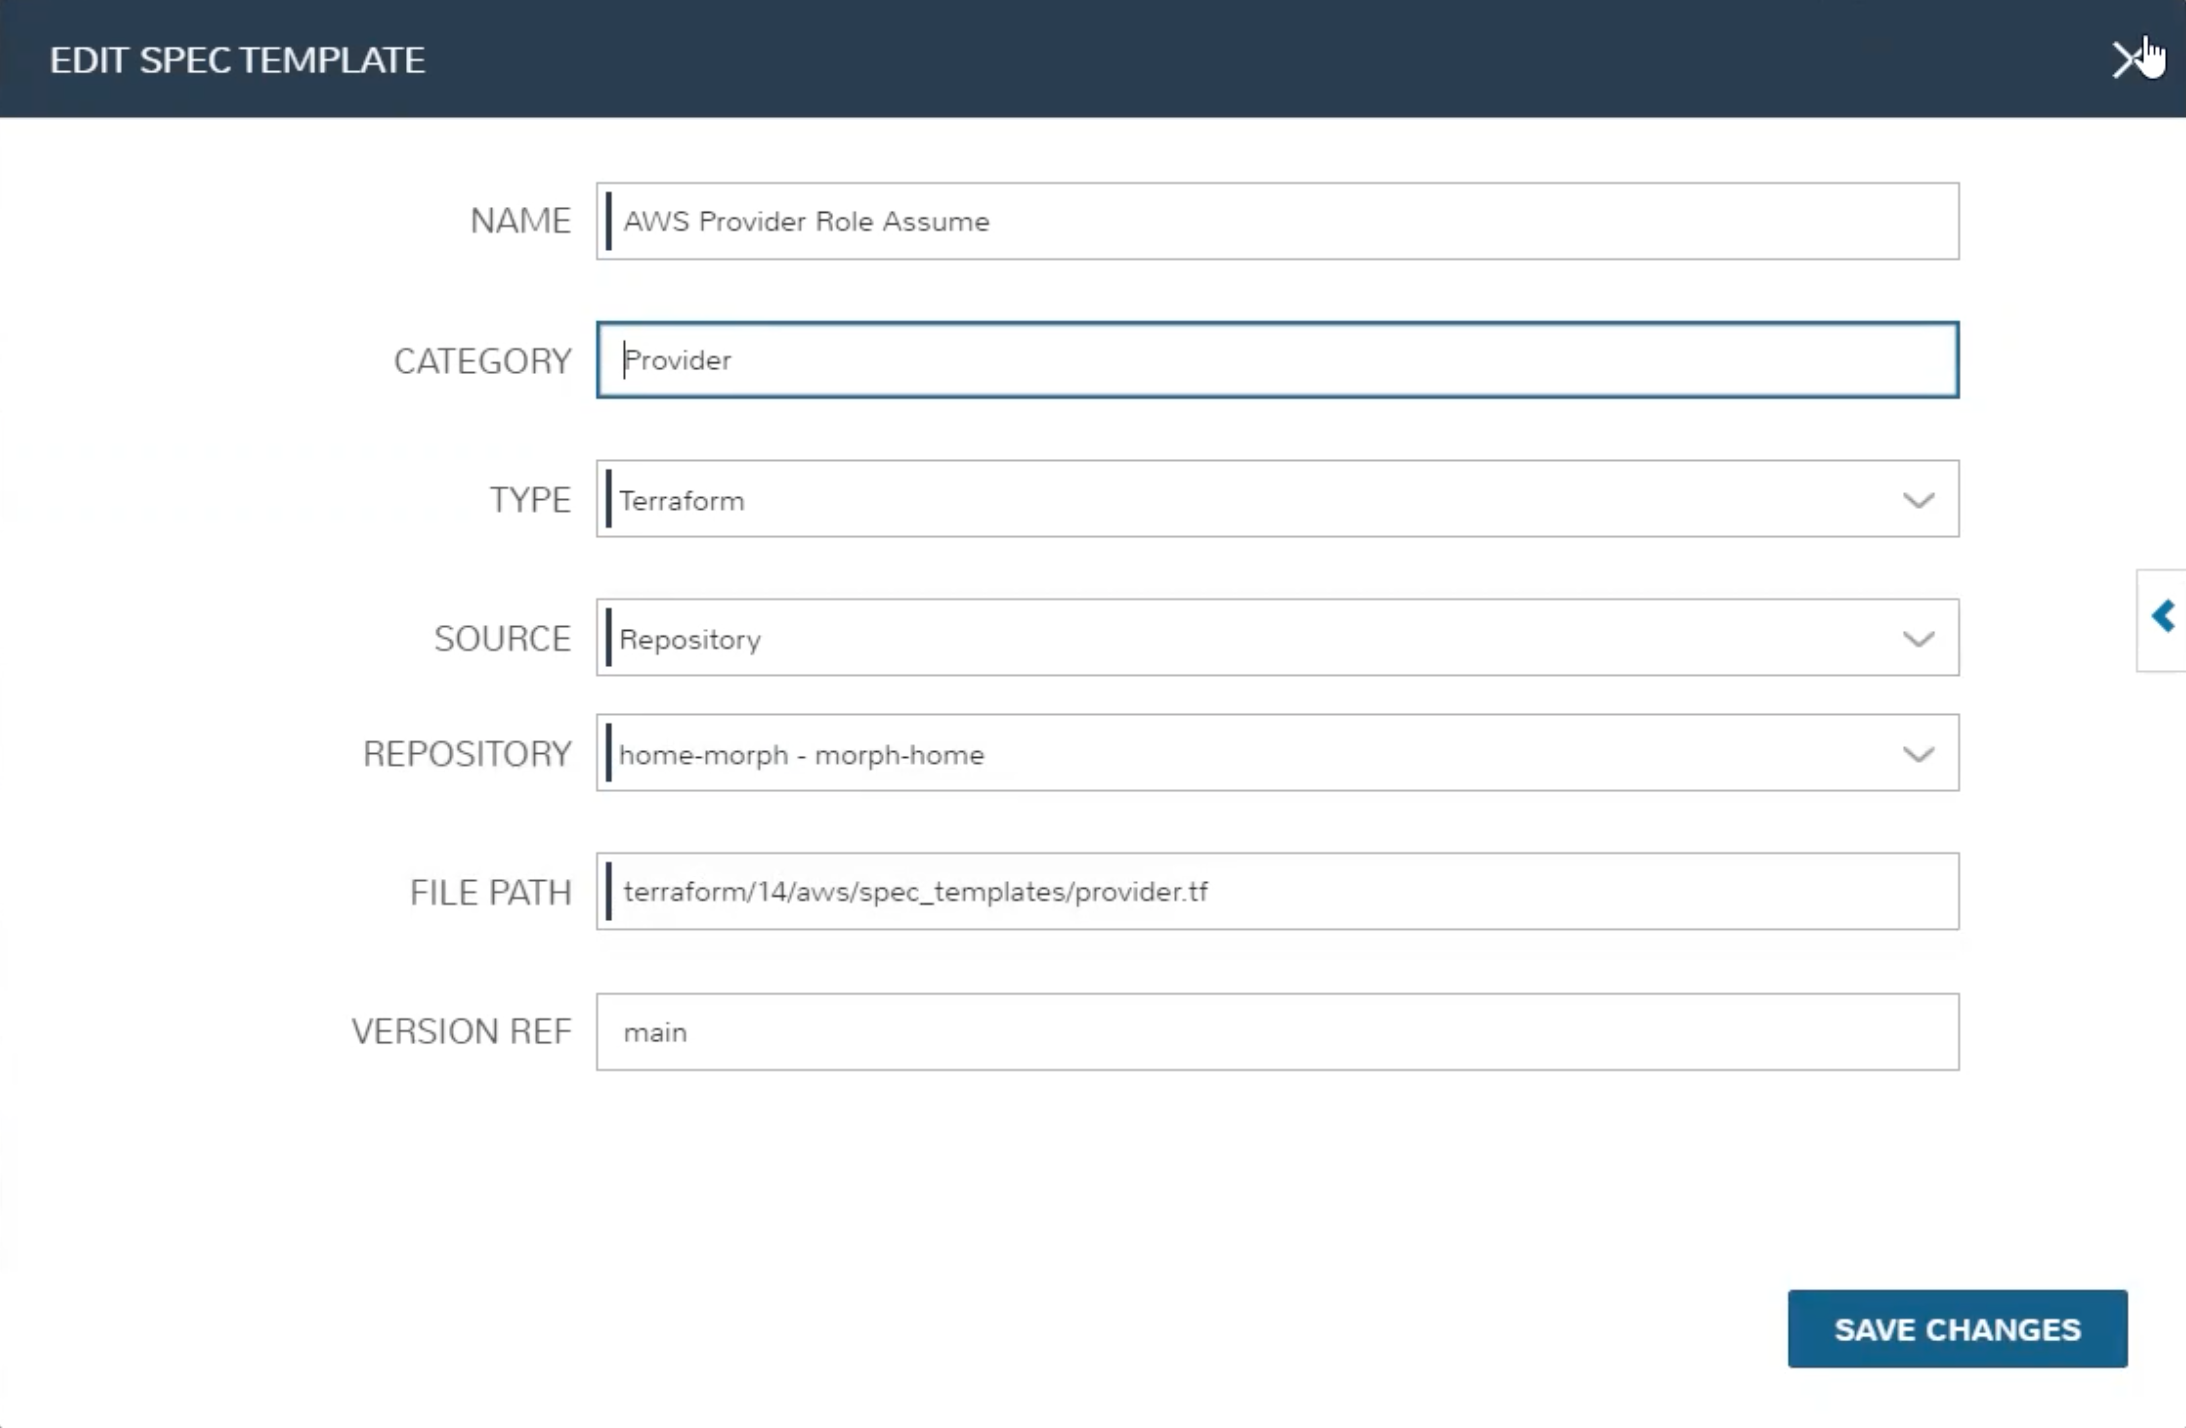 EDIT SPEC TEMPLATE
NAME AWS Provider Role Assume
CATEGORY Provider
TYPE Terraform
SOURCE Repository
REPOSITORY home-morph - morph-home
FILE PATH terraform/14/aws/spec_templates/provider.tf
VERSION REF main
SAVE CHANGES